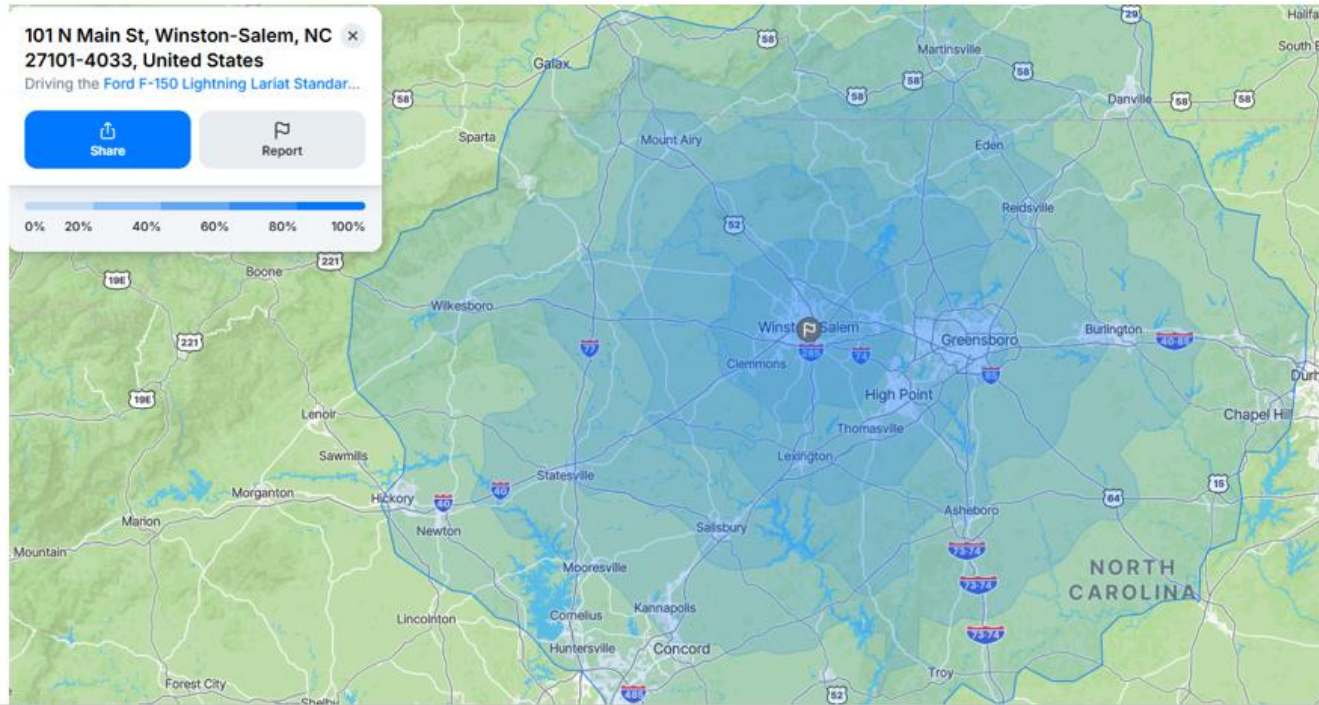 101 N Main St, Winston-Salem, NC
27101-4033, United States
Driving the Ford F-150 Lightning Lariat Standar...
Share
Report
0% 20% 40% 60% 80% 100%
29
Halifa
South B
58
Martinsville
Galax
58
58
58
Danville
58
58
Sparta
Mount Airy
Eden
Reidsville
52
221
Boone
19E
Wilkesboro
Winston-Salem
Greensboro
Burlington
40-85
221
77
285
74
85
Clemmons
Durh
19E
High Point
Lenoir
Thomasville
Chapel Hill
Sawmills
Lexington
Statesville
15
Morganton
Hickory
40
40
64
Marion
Newton
Salisbury
Asheboro
Mountain
73-74
Mooresville
NORTH
CAROLINA
73-74
Kannapolis
Lincolnton
Cornelius
73-74
Huntersville
Concord
Troy
Forest City
485
52
Shelby